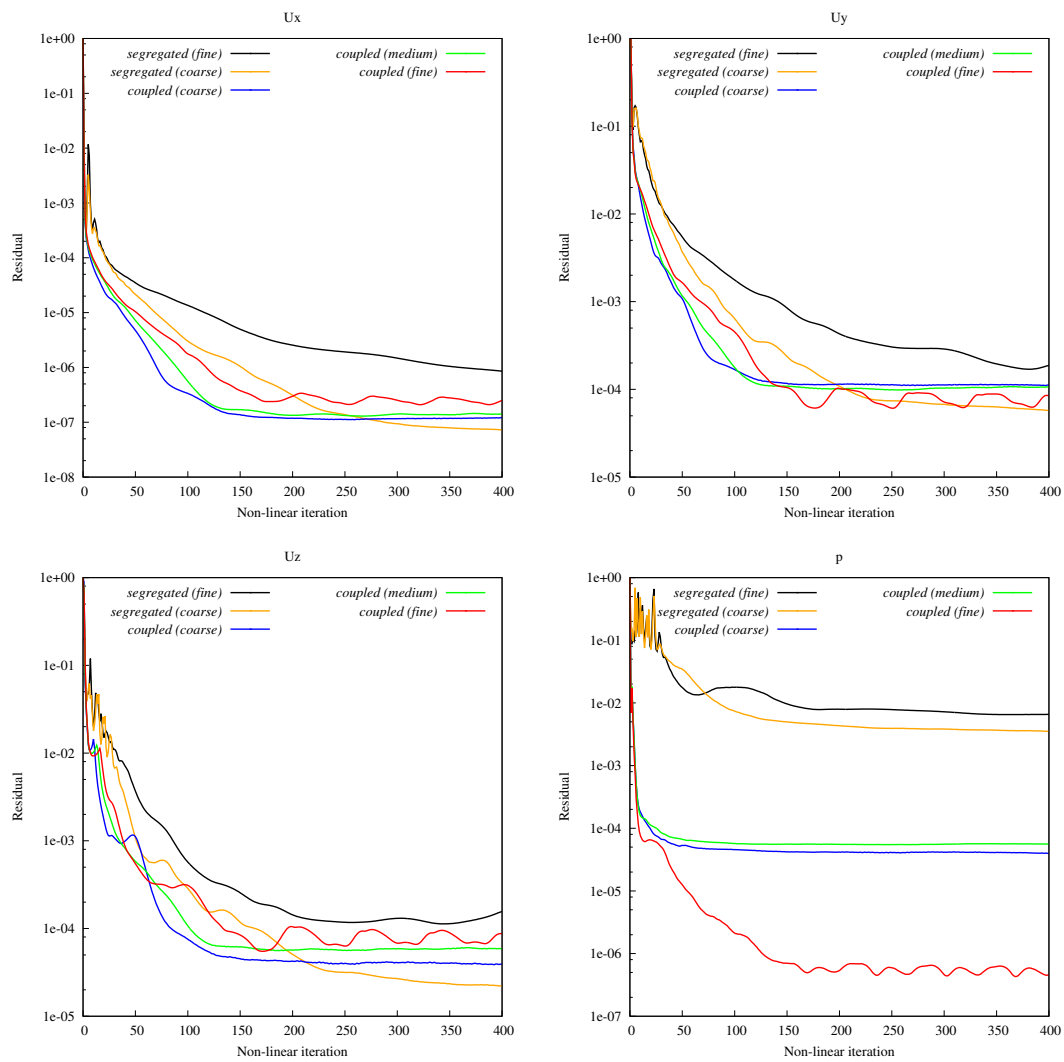 Ux
1e+00
segregated (fine)
coupled (medium)
segregated (coarse)
coupled (fine)
coupled (coarse)
1e-01
1e-02
1e-03
1e-04
1e-05
1e-06
1e-07
1e-08
Residual
0 50 100 150 200 250 300 350 400
Non-linear iteration
Uy
1e+00
segregated (fine)
coupled (medium)
segregated (coarse)
coupled (fine)
coupled (coarse)
1e-01
1e-02
1e-03
1e-04
1e-05
Residual
0 50 100 150 200 250 300 350 400
Non-linear iteration
Uz
1e+00
segregated (fine)
coupled (medium)
segregated (coarse)
coupled (fine)
coupled (coarse)
1e-01
1e-02
1e-03
1e-04
1e-05
Residual
0 50 100 150 200 250 300 350 400
Non-linear iteration
p
1e+00
segregated (fine)
coupled (medium)
segregated (coarse)
coupled (fine)
coupled (coarse)
1e-01
1e-02
1e-03
1e-04
1e-05
1e-06
1e-07
Residual
0 50 100 150 200 250 300 350 400
Non-linear iteration